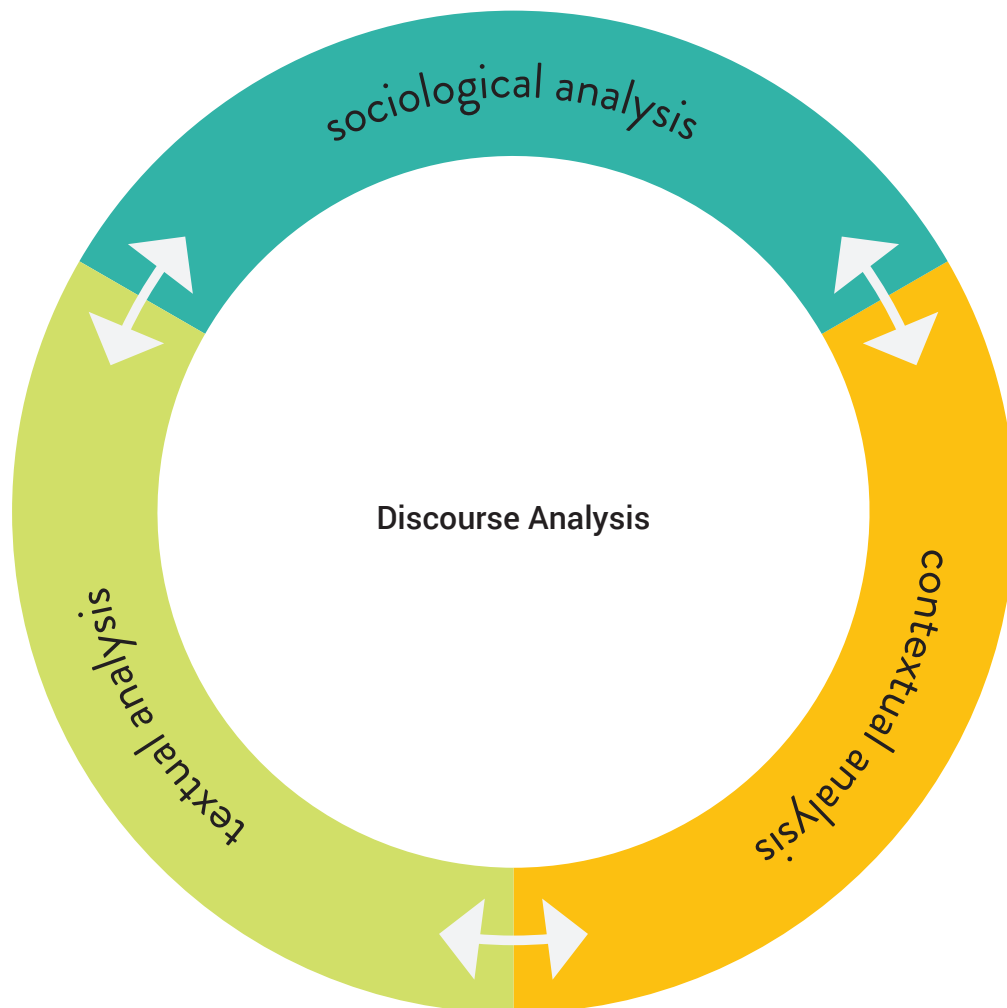 sociological analysis
Discourse Analysis
contextual analysis
textual analysis